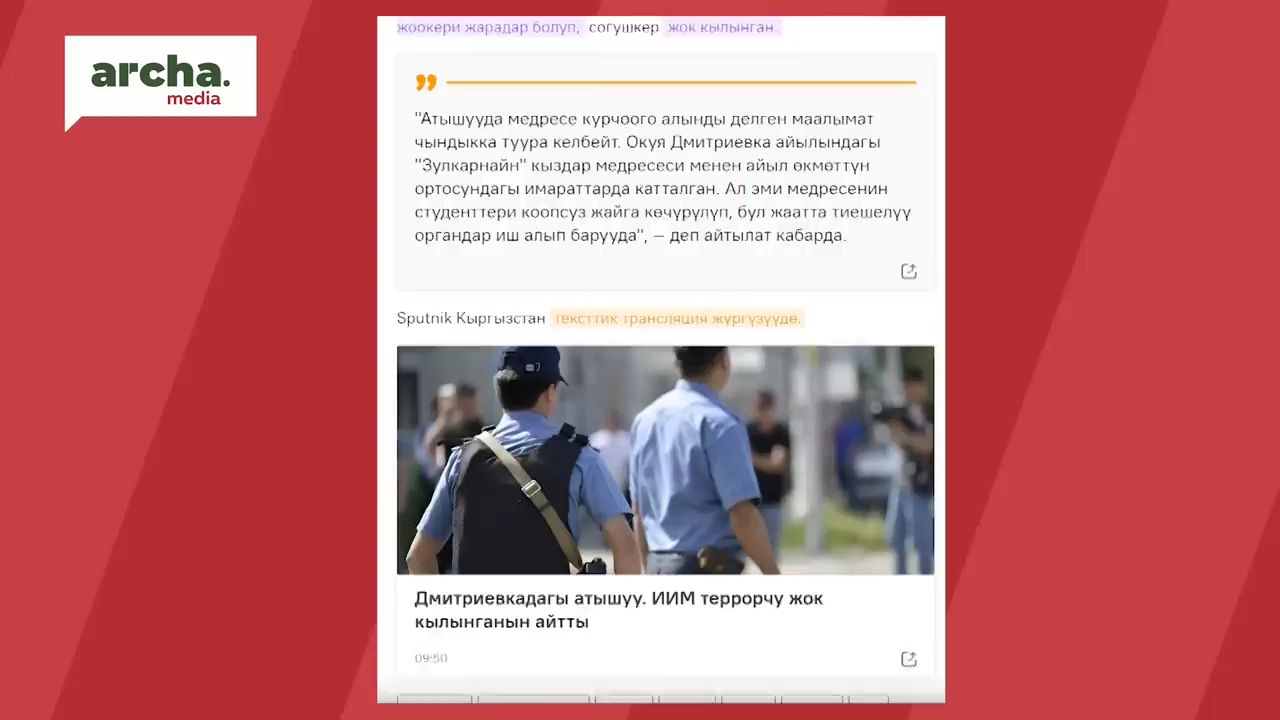 archa.
media
жоокери жарадар болуп, согушкер жок кылынган.
"Атышууда медресе курчоого алынды делген маалымат
чындыкка туура келбейт. Окуя Дмитриевка айылындагы
"Зулкарнайн" кыздар медресеси менен айыл өкмөттүн
ортосундагы имараттарда катталган. Ал эми медресенин
студенттери коопсуз жайга көчүрүлүп, бул жаатта тиешелүү
органдар иш алып барууда", — деп айтылат кабарда.
Sputnik Кыргызстан тексттик трансляция жүргүзүүдө.
Дмитриевкадагы атышуу. ИИМ террорчу жок
кылынганын айтты
09:50